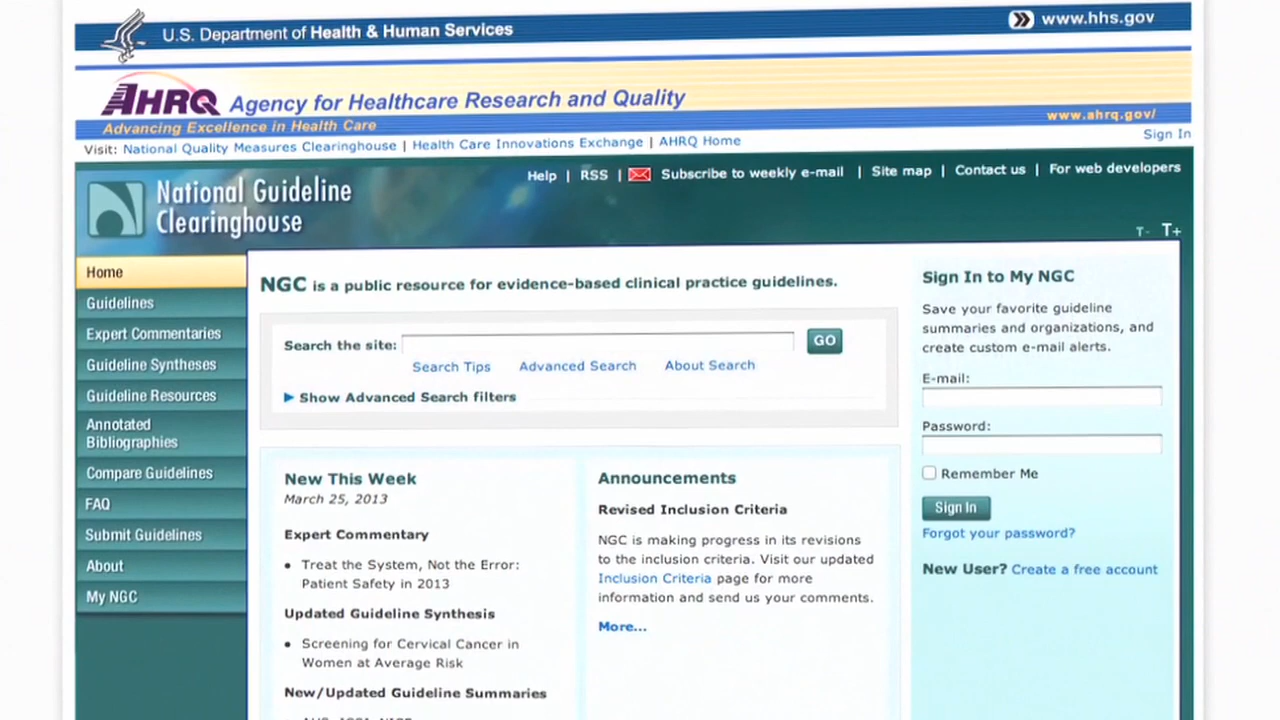 U.S. Department of Health & Human Services
www.hhs.gov
AHRQ Agency for Healthcare Research and Quality
Advancing Excellence in Health Care
www.ahrq.gov/
Visit: National Quality Measures Clearinghouse | Health Care Innovations Exchange | AHRQ Home
Sign In
Help | RSS | Subscribe to weekly e-mail | Site map | Contact us | For web developers
National Guideline
Clearinghouse
T- T+
Home
Guidelines
Expert Commentaries
Guideline Syntheses
Guideline Resources
Annotated
Bibliographies
Compare Guidelines
FAQ
Submit Guidelines
About
My NGC
NGC is a public resource for evidence-based clinical practice guidelines.
Search the site:
GO
Search Tips Advanced Search About Search
Show Advanced Search filters
New This Week
March 25, 2013
Expert Commentary
• Treat the System, Not the Error:
Patient Safety in 2013
Updated Guideline Synthesis
• Screening for Cervical Cancer in
Women at Average Risk
New/Updated Guideline Summaries
Announcements
Revised Inclusion Criteria
NGC is making progress in its revisions
to the inclusion criteria. Visit our updated
Inclusion Criteria page for more
information and send us your comments.
More...
Sign In to My NGC
Save your favorite guideline
summaries and organizations, and
create custom e-mail alerts.
E-mail:
Password:
Remember Me
Sign In
Forgot your password?
New User? Create a free account